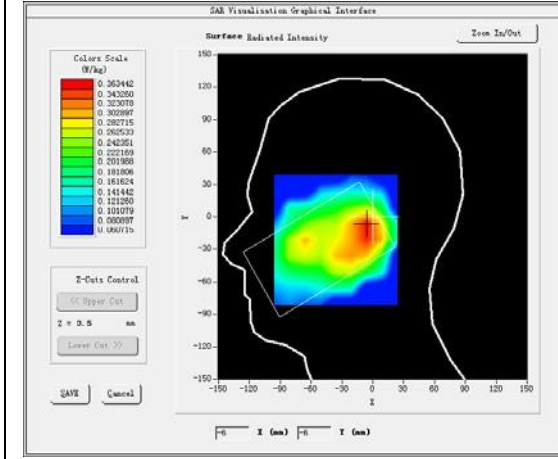 SAR Visualisation Graphical Interface
Surface Radiated Intensity
Zoom In/Out
Colors Scale
(W/kg)
0.363442
0.343260
0.323078
0.302897
0.282715
0.262533
0.242351
0.222169
0.201988
0.181806
0.161624
0.141442
0.121260
0.101079
0.080897
0.060715
Z-Cuts Control
<< Upper Cut
Z = 3.5 mm
Lower Cut >>
SAVE Cancel
150
120
90
60
30
0
-30
-60
-90
-120
-150
Y
-150 -120 -90 -60 -30 0 30 60 90 120 150
X
-6 X (mm) -6 Y (mm)